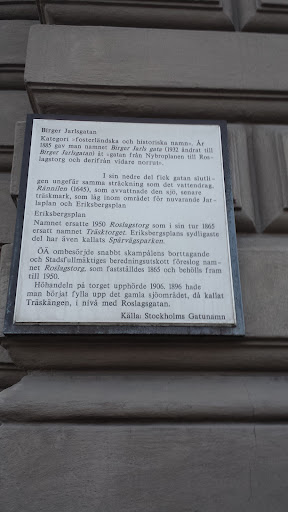 Birger Jarlsgatan
Kategori »fosterländska och historiska namn». År
1885 gav man namnet Birger Jarls gata (1932 ändrat till
Birger Jarlsgatan) åt »gatan från Nybroplanen till Ros-
lagstorg och derifrån vidare norrut».
I sin nedre del fick gatan slutli-
gen ungefär samma sträckning som det vattendrag,
Rännilen (1645), som avvattnade den sjö, senare
träskmark, som låg inom området för nuvarande Jar-
laplan och Eriksbergsplan
Eriksbergsplan
Namnet ersatte 1950 Roslagstorg som i sin tur 1865
ersatt namnet Träsktorget. Eriksbergsplans sydligaste
del har även kallats Spårvägsparken.
ÖÄ ombesörjde snabbt skampålens borttagande
och Stadsfullmäktiges beredningsutskott föreslog nam-
net Roslagstorg, som fastställdes 1865 och behölls fram
till 1950.
Höhandeln på torget upphörde 1906. 1896 hade
man börjat fylla upp det gamla sjöområdet, då kallat
Träskängen, i nivå med Roslagsgatan.
Källa: Stockholms Gatunamn